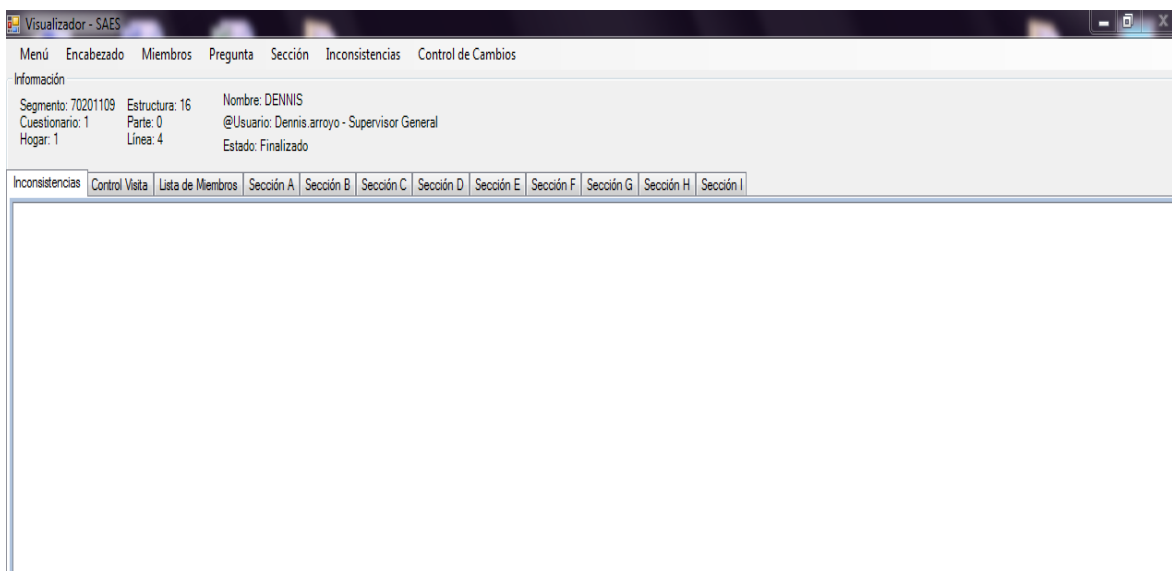 Visualizador - SAES
Menú Encabezado Miembros Pregunta Sección Inconsistencias Control de Cambios
Información
Segmento: 70201109 Estructura: 16 Nombre: DENNIS
Cuestionario: 1 Parte: 0 @Usuario: Dennis.arroyo - Supervisor General
Hogar: 1 Línea: 4 Estado: Finalizado
Inconsistencias Control Visita Lista de Miembros Sección A Sección B Sección C Sección D Sección E Sección F Sección G Sección H Sección I